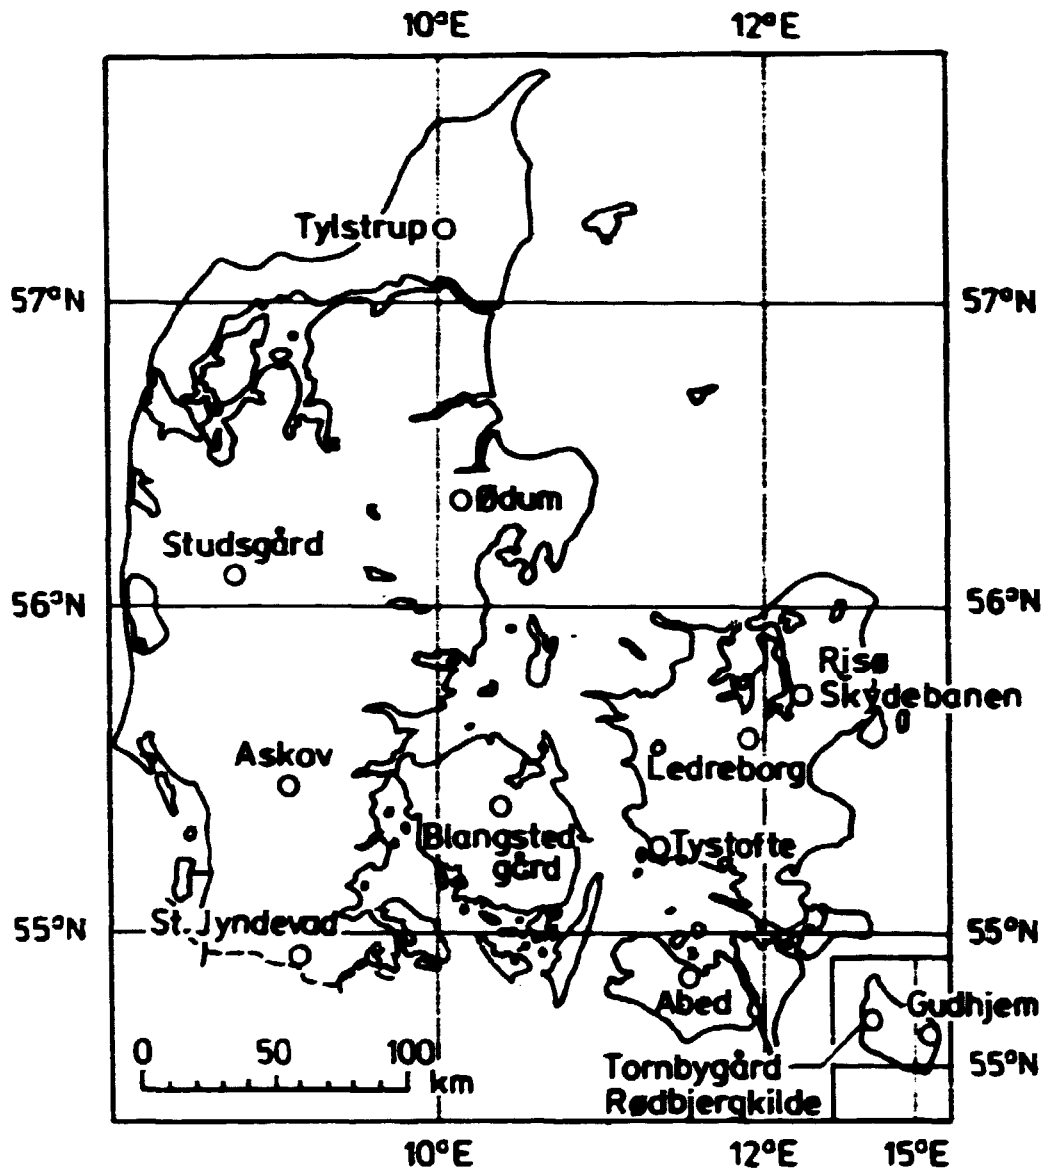 10°E 12°E
Tylstrup
57°N 57°N
Ødum
Studsgård
56°N 56°N
Risø
Skydebanen
Askov
Ledreborg
Blangsted-
gård
Tystofte
St. Jyndevad
55°N 55°N
Abed
Gudhjem
0 50 100
km
Tornbygård
Rødbjergkilde
55°N
10°E 12°E 15°E